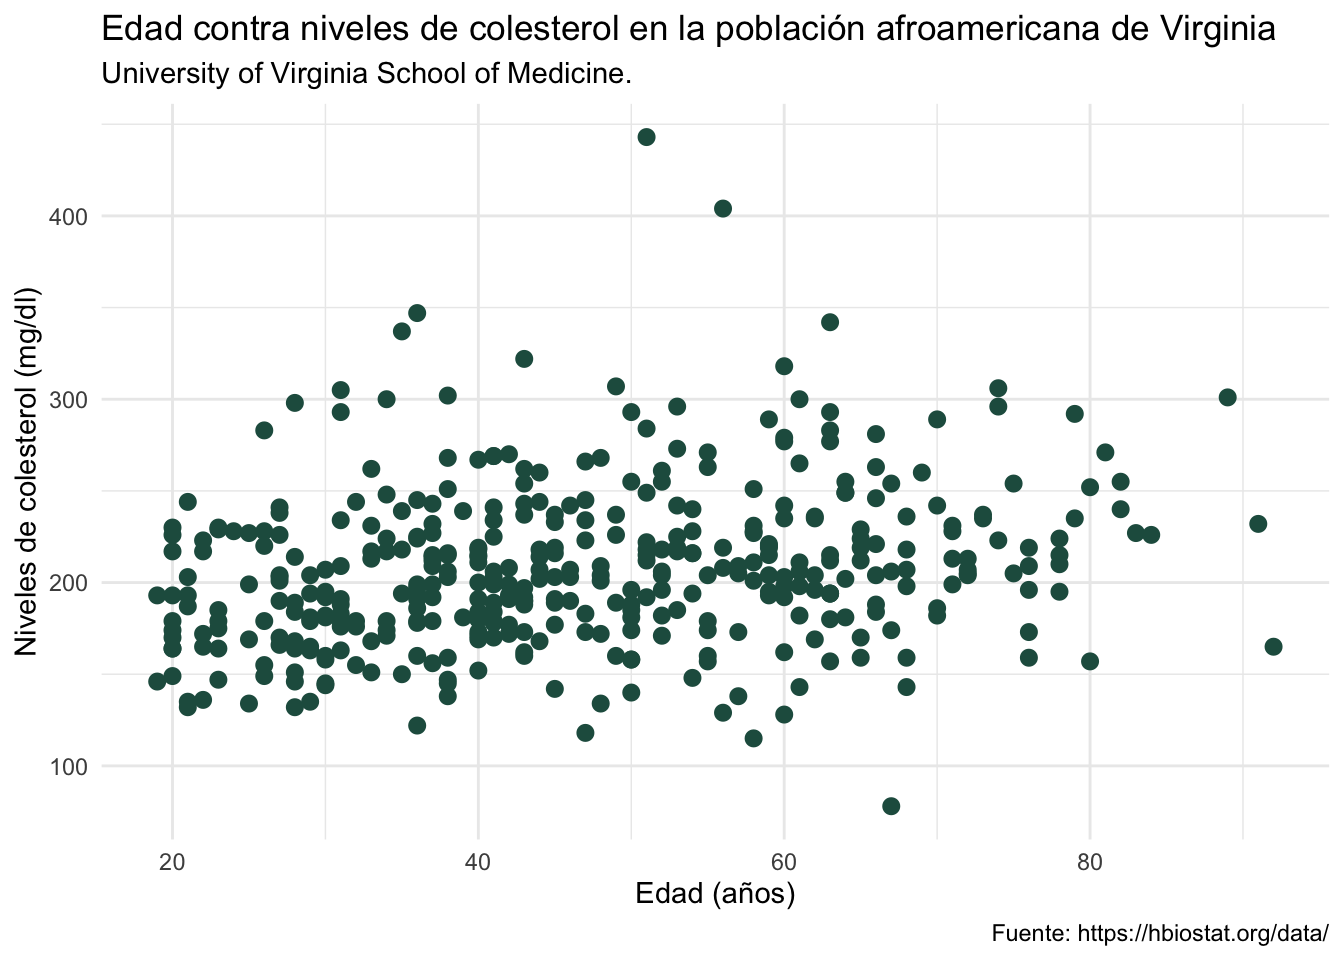 Edad contra niveles de colesterol en la población afroamericana de Virginia
University of Virginia School of Medicine.
Niveles de colesterol (mg/dl)
400
300
200
100
20 40 60 80
Edad (años)
Fuente: https://hbiostat.org/data/